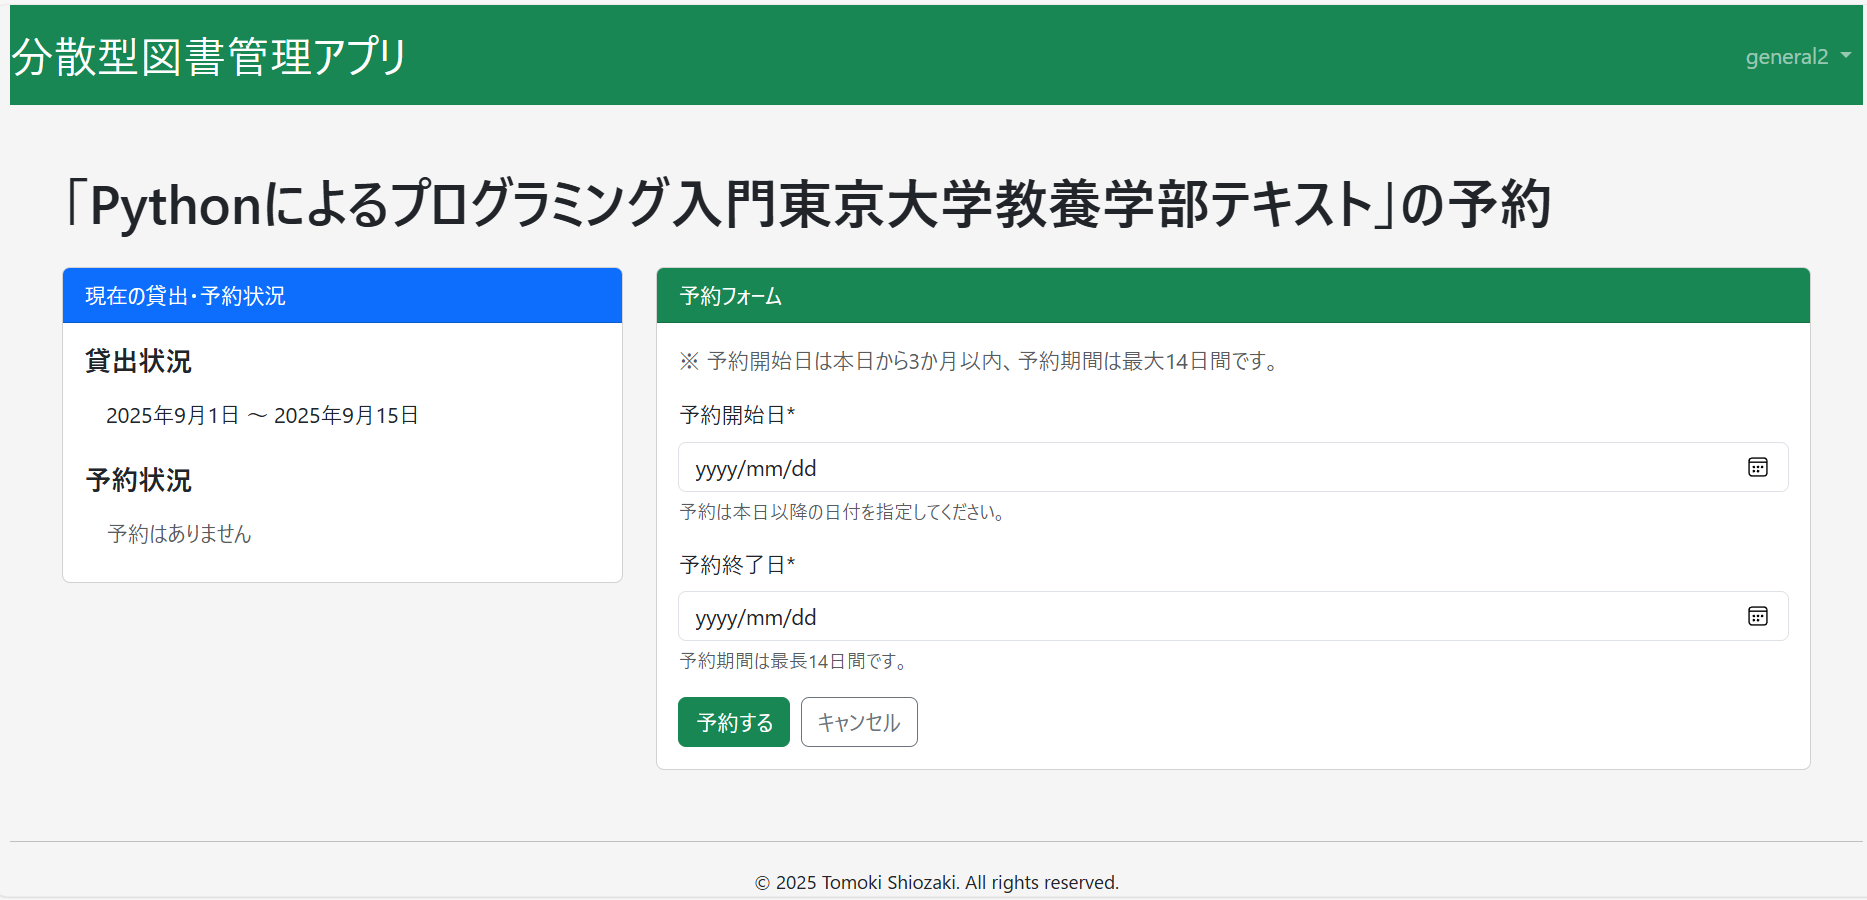 分散型図書管理アプリ
general2
「Pythonによるプログラミング入門東京大学教養学部テキスト」の予約
現在の貸出・予約状況
貸出状況
2025年9月1日 ～ 2025年9月15日
予約状況
予約はありません
予約フォーム
※ 予約開始日は本日から3か月以内、予約期間は最大14日間です。
予約開始日*
yyyy/mm/dd
予約は本日以降の日付を指定してください。
予約終了日*
yyyy/mm/dd
予約期間は最長14日間です。
予約する
キャンセル
© 2025 Tomoki Shiozaki. All rights reserved.